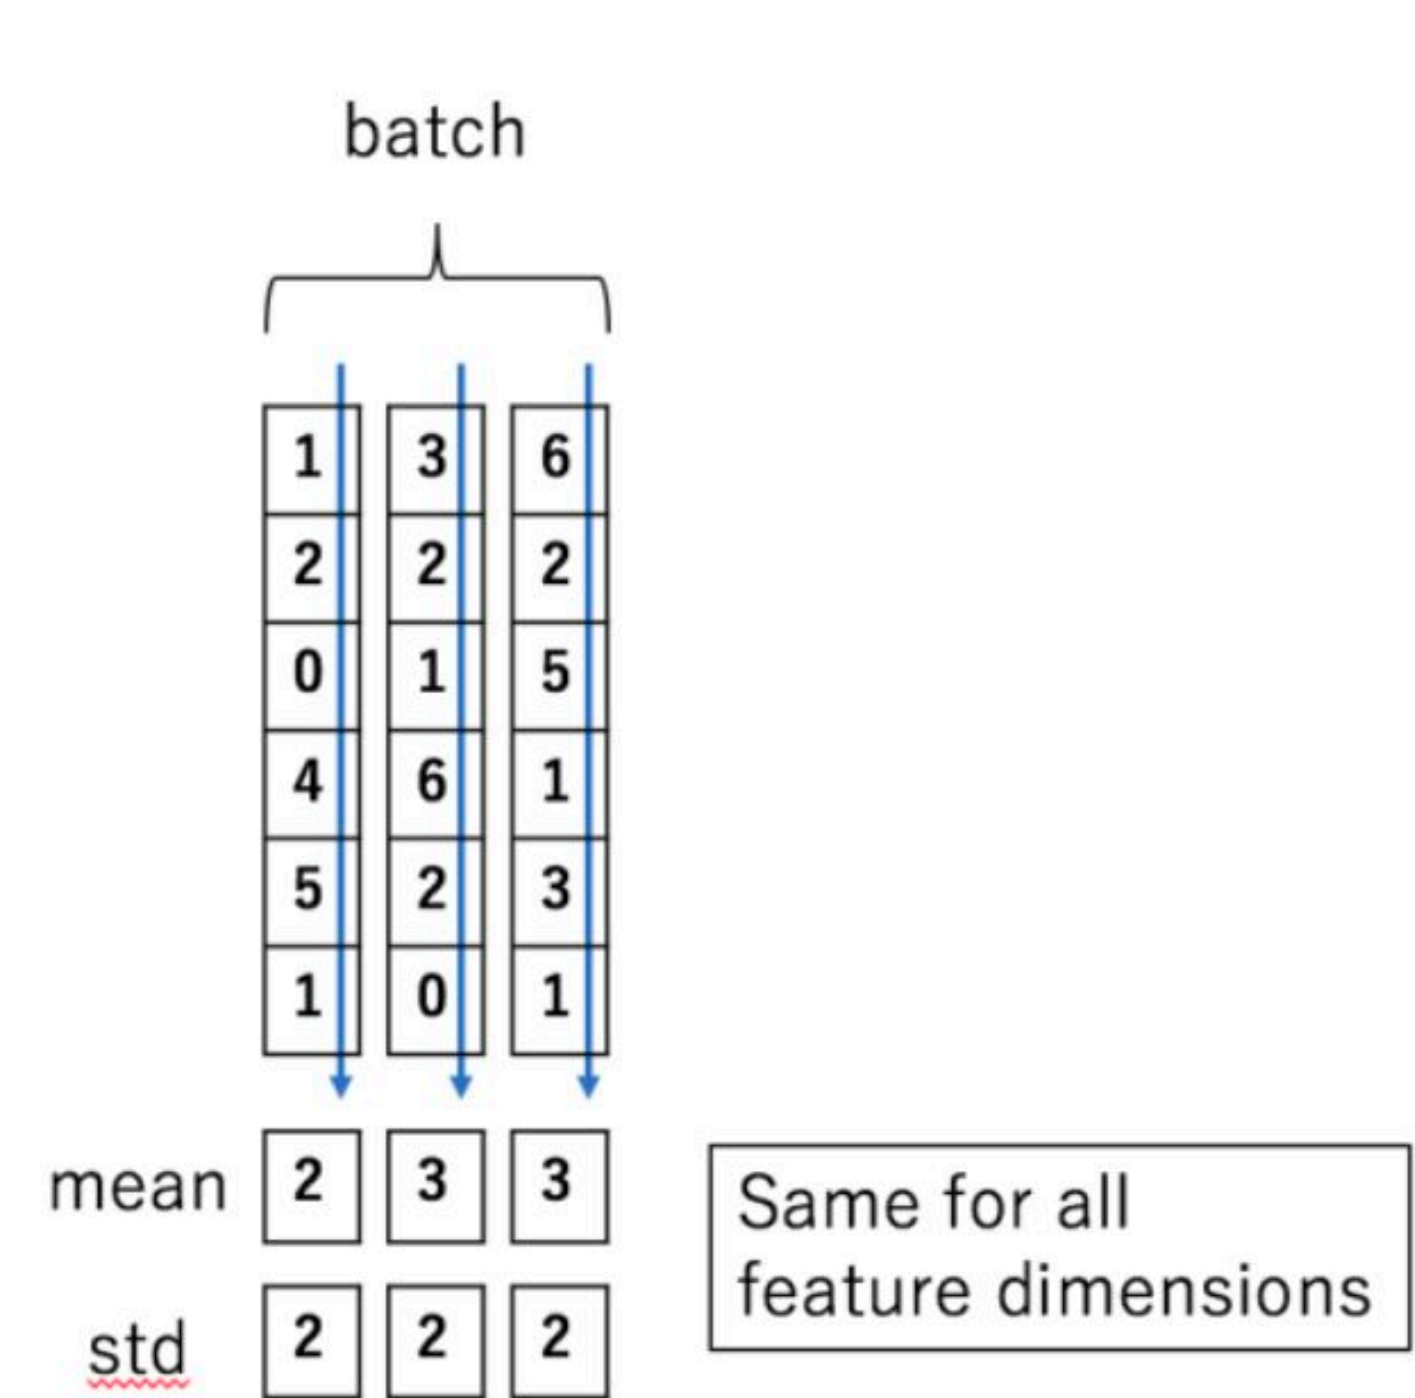 batch
1 3 6
2 2 2
0 1 5
4 6 1
5 2 3
1 0 1
mean 2 3 3
Same for all
feature dimensions
std 2 2 2